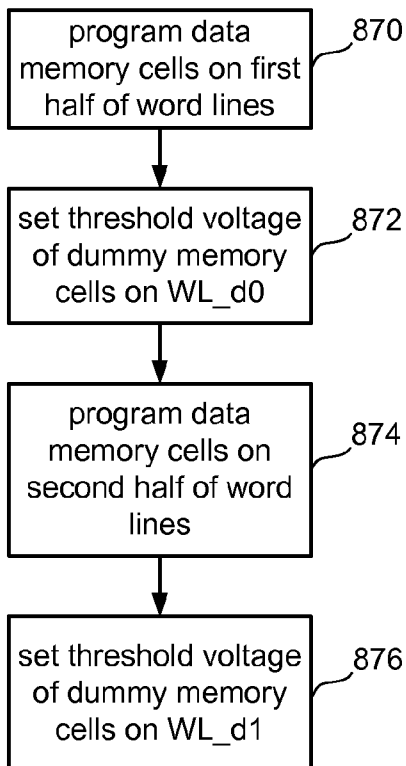 program data
memory cells on first
half of word lines
870
set threshold voltage
of dummy memory
cells on WL_d0
872
program data
memory cells on
second half of word
lines
874
set threshold voltage
of dummy memory
cells on WL_d1
876